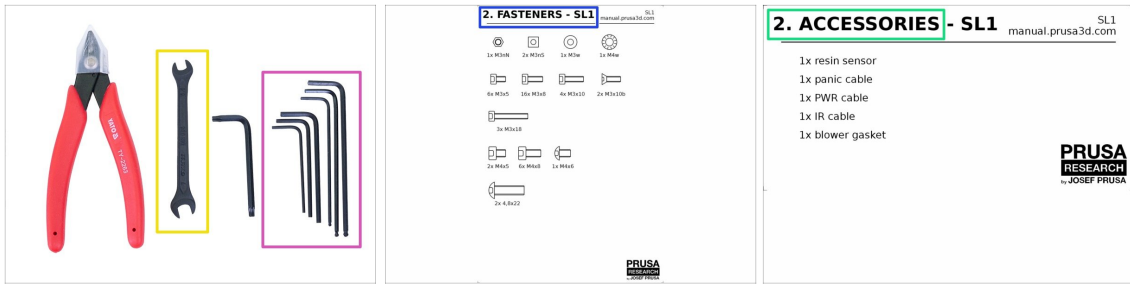 YATO
YT-2263
2. FASTENERS - SL1
SL1
manual.prusa3d.com
1x M3nN
2x M3nS
1x M3w
1x M4w
6x M3x5
16x M3x8
4x M3x10
2x M3x10b
3x M3x18
2x M4x5
6x M4x8
1x M4x6
2x 4,8x22
PRUSA
RESEARCH
by JOSEF PRUSA
2. ACCESSORIES - SL1
SL1
manual.prusa3d.com
1x resin sensor
1x panic cable
1x PWR cable
1x IR cable
1x blower gasket
PRUSA
RESEARCH
by JOSEF PRUSA